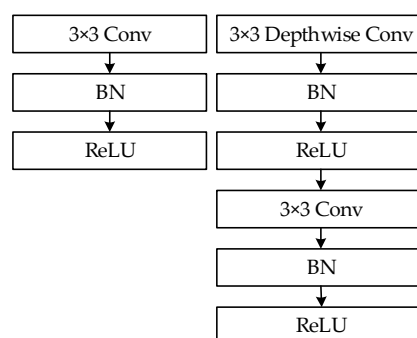 3×3 Conv
BN
ReLU
3×3 Depthwise Conv
BN
ReLU
3×3 Conv
BN
ReLU